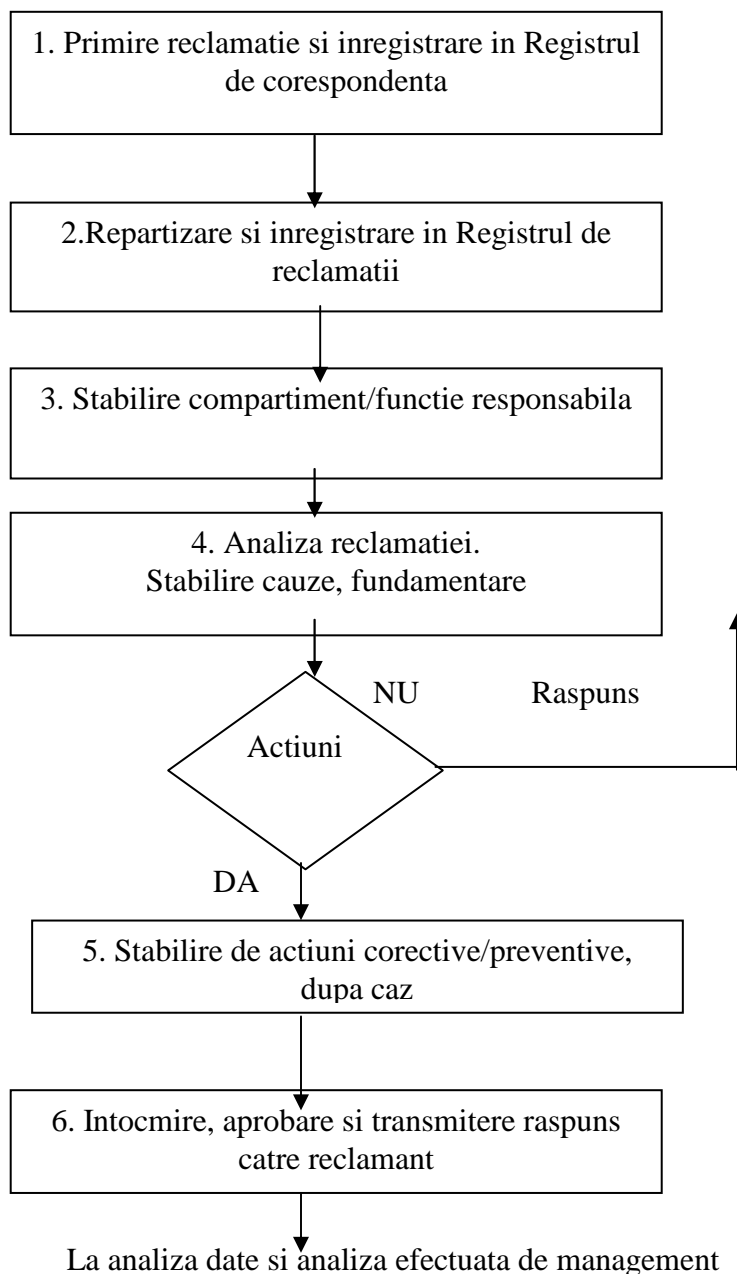 1. Primire reclamatie si inregistrare in Registrul
de corespondenta
2.Repartizare si inregistrare in Registrul de
reclamatii
3. Stabilire compartiment/functie responsabila
4. Analiza reclamatiei.
Stabilire cauze, fundamentare
NU Raspuns
Actiuni
DA
5. Stabilire de actiuni corective/preventive,
dupa caz
6. Intocmire, aprobare si transmitere raspuns
catre reclamant
La analiza date si analiza efectuata de management